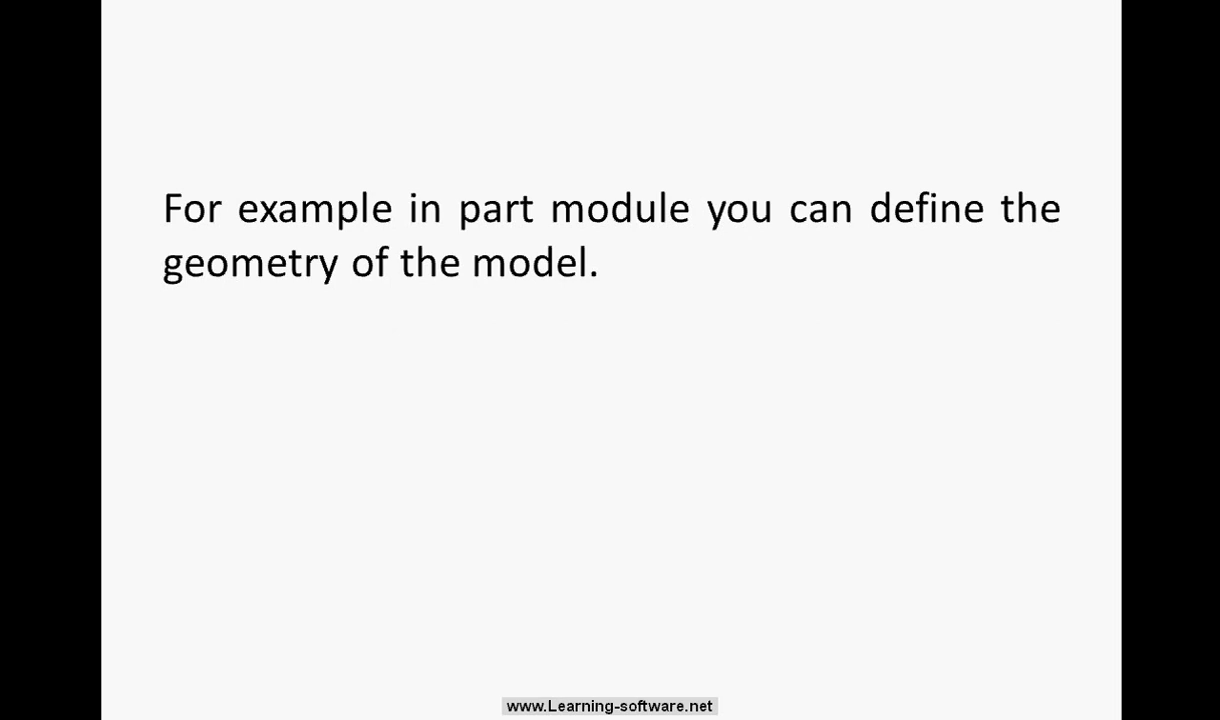 For example in part module you can define the
geometry of the model.
www.Learning-software.net